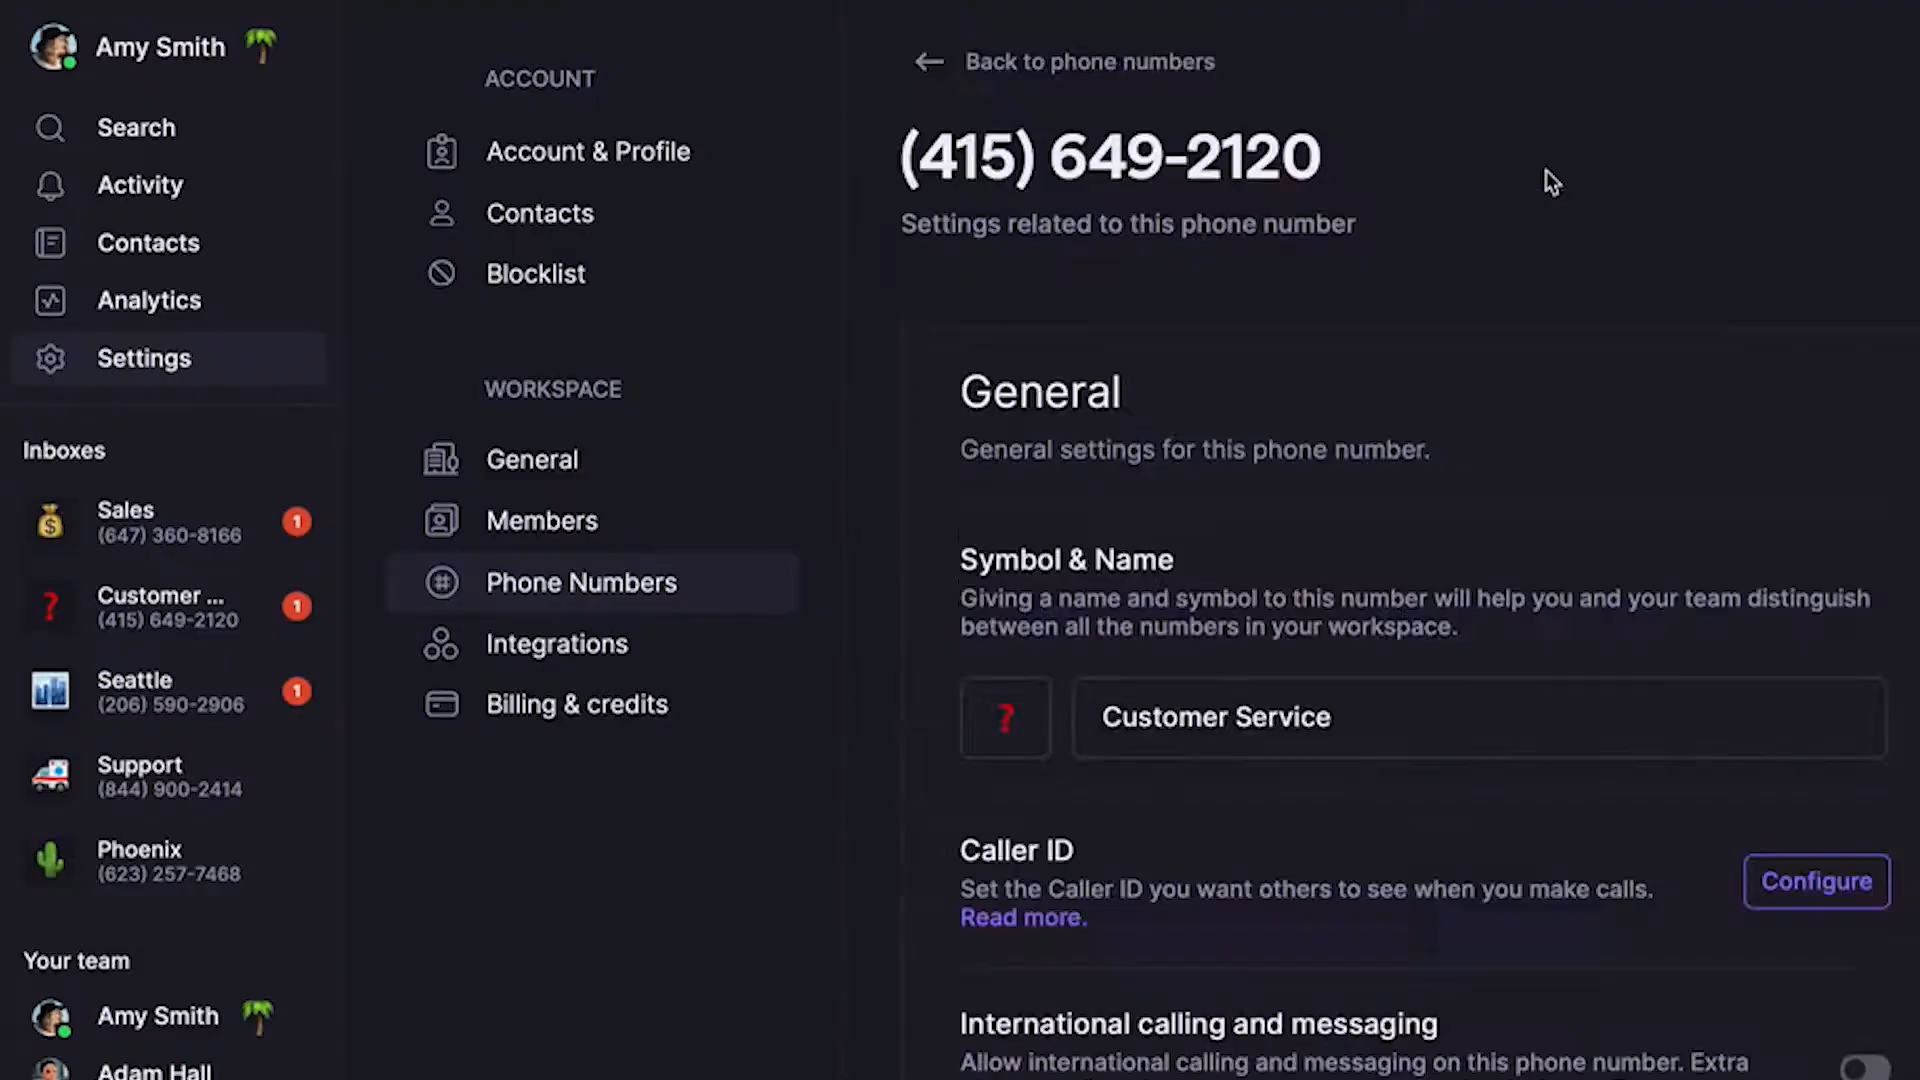 Amy Smith
Search
Activity
Contacts
Analytics
Settings
Inboxes
Sales
(647) 360-8166
1
Customer ...
(415) 649-2120
1
Seattle
(206) 590-2906
1
Support
(844) 900-2414
Phoenix
(623) 257-7468
Your team
Amy Smith
Adam Hall
ACCOUNT
Account & Profile
Contacts
Blocklist
WORKSPACE
General
Members
Phone Numbers
Integrations
Billing & credits
Back to phone numbers
(415) 649-2120
Settings related to this phone number
General
General settings for this phone number.
Symbol & Name
Giving a name and symbol to this number will help you and your team distinguish
between all the numbers in your workspace.
Customer Service
Caller ID
Set the Caller ID you want others to see when you make calls.
Read more.
Configure
International calling and messaging
Allow international calling and messaging on this phone number. Extra